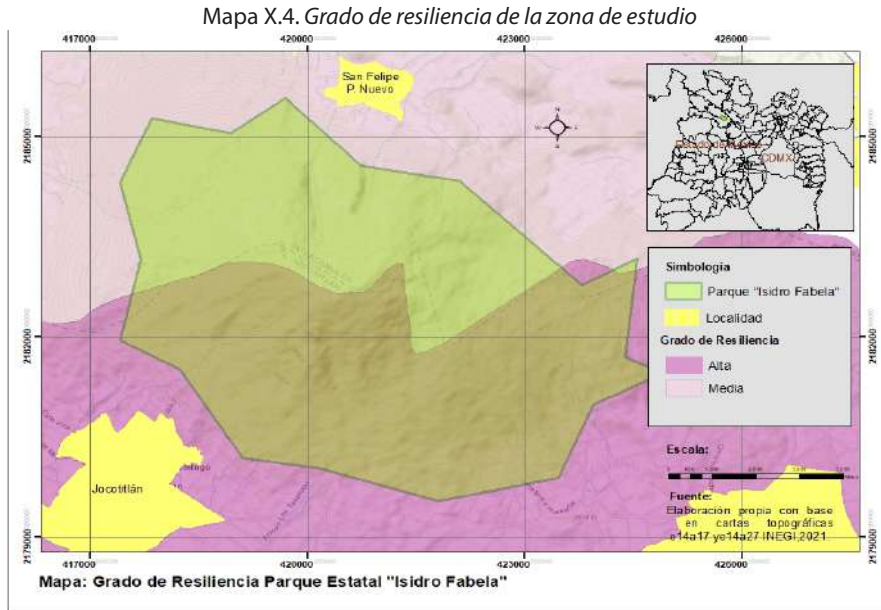 Mapa X.4. Grado de resiliencia de la zona de estudio
417000 420000 423000 426000
San Felipe
P. Nuevo
N
W E
S
2185000 2185000
CDMX
Simbología
Parque "Isidro Fabela"
Localidad
Grado de Resiliencia
Alta
Media
2182000 2182000
Jocotitlán
Escala:
Fuente:
Elaboración propia con base
en cartas topográficas
e14a17 ye14a27 INEGI,2021.
2179000 2179000
417000 420000 423000 426000
Mapa: Grado de Resiliencia Parque Estatal "Isidro Fabela"